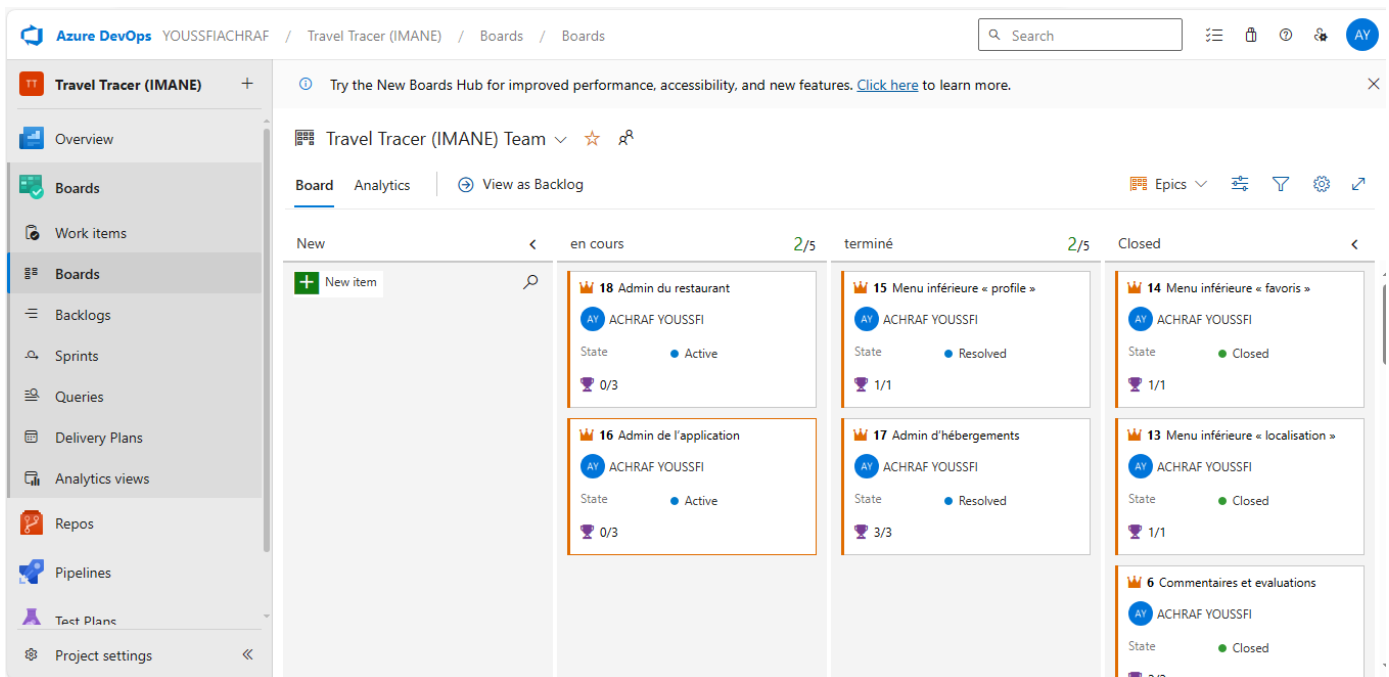 Azure DevOps YOUSSFIACHRAF / Travel Tracer (IMANE) / Boards / Boards
Search
AY
TT Travel Tracer (IMANE)
Overview
Boards
Work items
Boards
Backlogs
Sprints
Queries
Delivery Plans
Analytics views
Repos
Pipelines
Test Plans
Project settings
Try the New Boards Hub for improved performance, accessibility, and new features. Click here to learn more.
Travel Tracer (IMANE) Team
Board Analytics View as Backlog
Epics
New
New item
en cours 2/5
18 Admin du restaurant
AY ACHRAF YOUSSFI
State Active
0/3
16 Admin de l'application
AY ACHRAF YOUSSFI
State Active
0/3
terminé 2/5
15 Menu inférieure « profile »
AY ACHRAF YOUSSFI
State Resolved
1/1
17 Admin d'hébergements
AY ACHRAF YOUSSFI
State Resolved
3/3
Closed
14 Menu inférieure « favoris »
AY ACHRAF YOUSSFI
State Closed
1/1
13 Menu inférieure « localisation »
AY ACHRAF YOUSSFI
State Closed
1/1
6 Commentaires et evaluations
AY ACHRAF YOUSSFI
State Closed